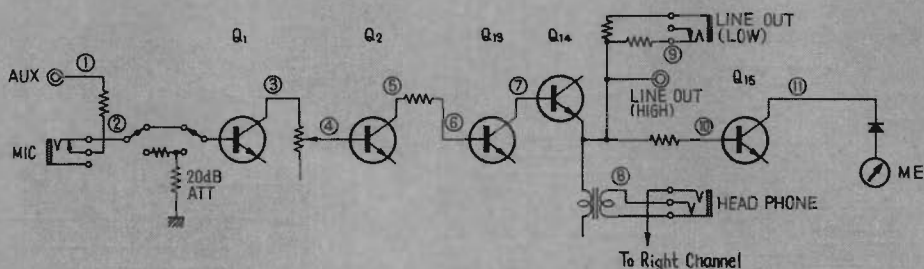 LINE OUT
(LOW)
⑨
Q₁
Q₂
Q₁₃
Q₁₄
AUX
①
③
⑤
⑦
LINE OUT
(HIGH)
Q₁₅
⑪
MIC
②
④
⑥
⑩
20dB
ATT
⑧
HEAD PHONE
ME
To Right Channel